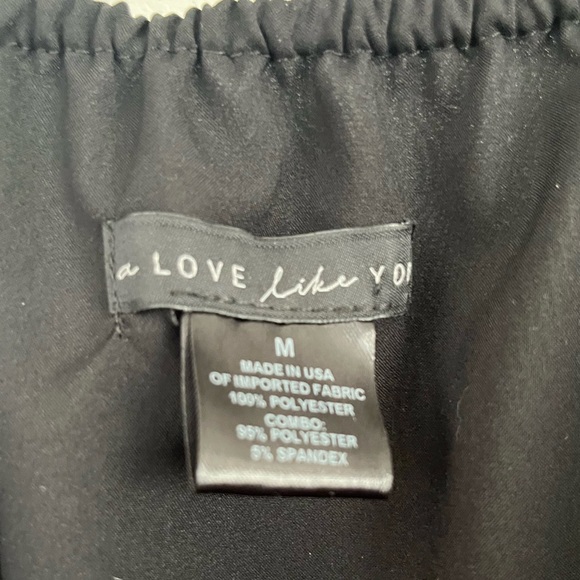 a LOVE like YO
M
MADE IN USA
OF IMPORTED FABRIC
100% POLYESTER
COMBO:
95% POLYESTER
5% SPANDEX